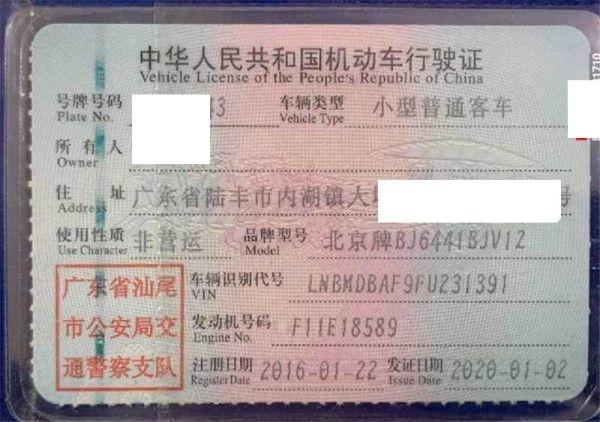 中华人民共和国机动车行驶证
Vehicle License of the People's Republic of China
号牌号码 43 车辆类型 小型普通客车
Plate No. Vehicle Type
所有人
Owner
住址 广东省陆丰市内湖镇大 号
Address
使用性质 非营运 品牌型号 北京牌BJ6441BJV1Z
Use Character Model
广东省汕尾 车辆识别代号 LNBMDBAF9FU231391
VIN
市公安局交 发动机号码 F11E18589
Engine No.
通警察支队 注册日期 2016-01-22 发证日期 2020-01-02
Register Date Issue Date